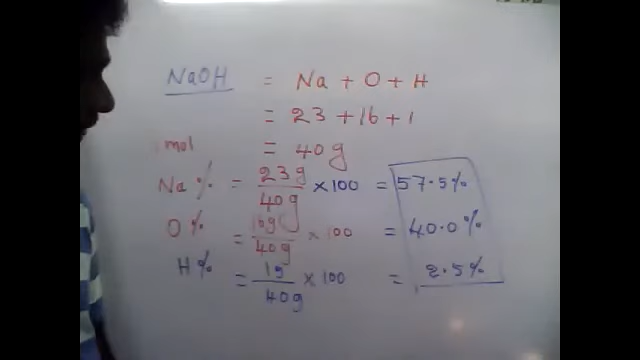 NaOH = Na + O + H
= 23 + 16 + 1
1 mol = 40g
Na % = 23g/40g × 100 = 57.5%
O % = 16g/40g × 100 = 40.0%
H % = 1g/40g × 100 = 2.5%